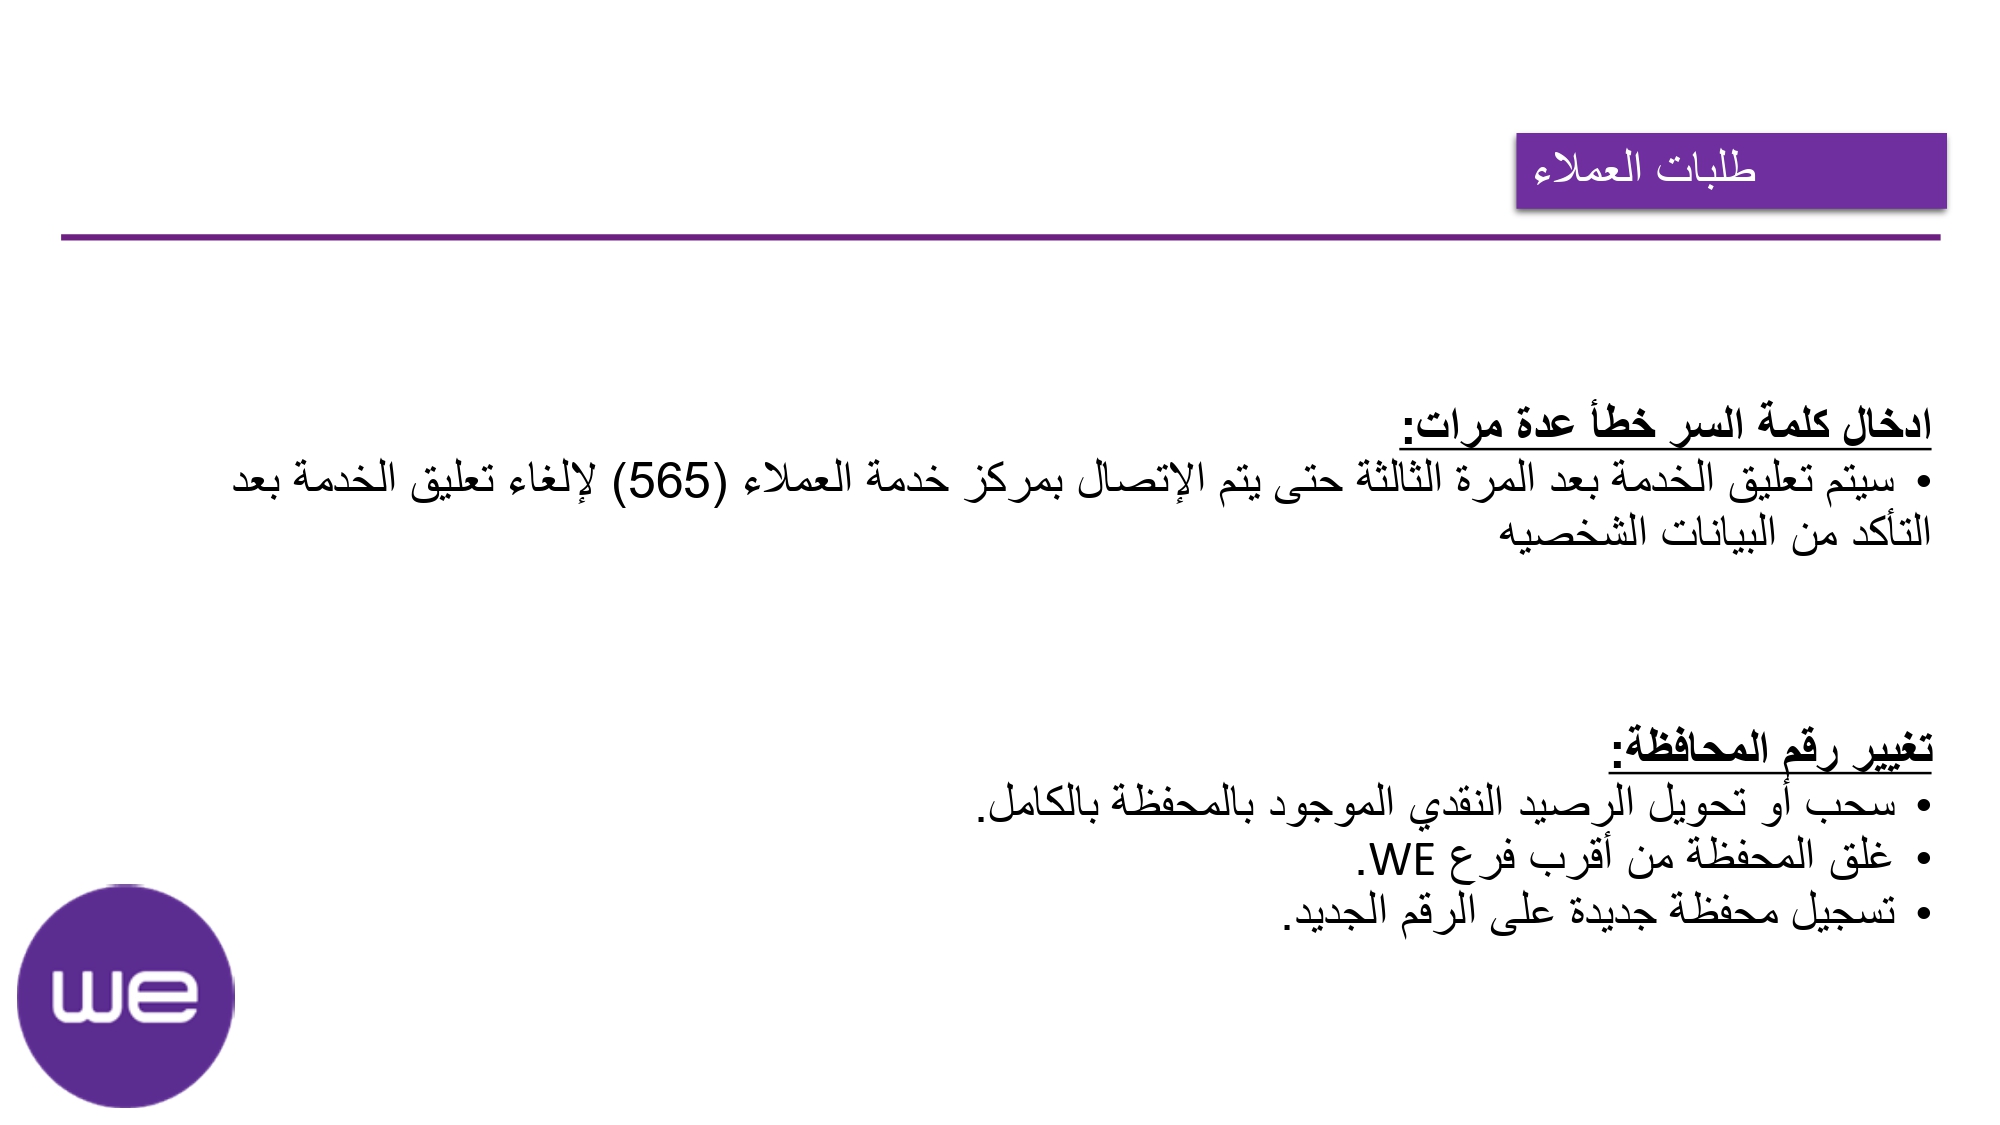 طلبات العملاء
ادخال كلمة السر خطأ عدة مرات:
• سيتم تعليق الخدمة بعد المرة الثالثة حتى يتم الإتصال بمركز خدمة العملاء (565) لإلغاء تعليق الخدمة بعد
التأكد من البيانات الشخصيه
تغيير رقم المحافظة:
• سحب أو تحويل الرصيد النقدي الموجود بالمحفظة بالكامل.
• غلق المحفظة من أقرب فرع WE.
• تسجيل محفظة جديدة على الرقم الجديد.
we